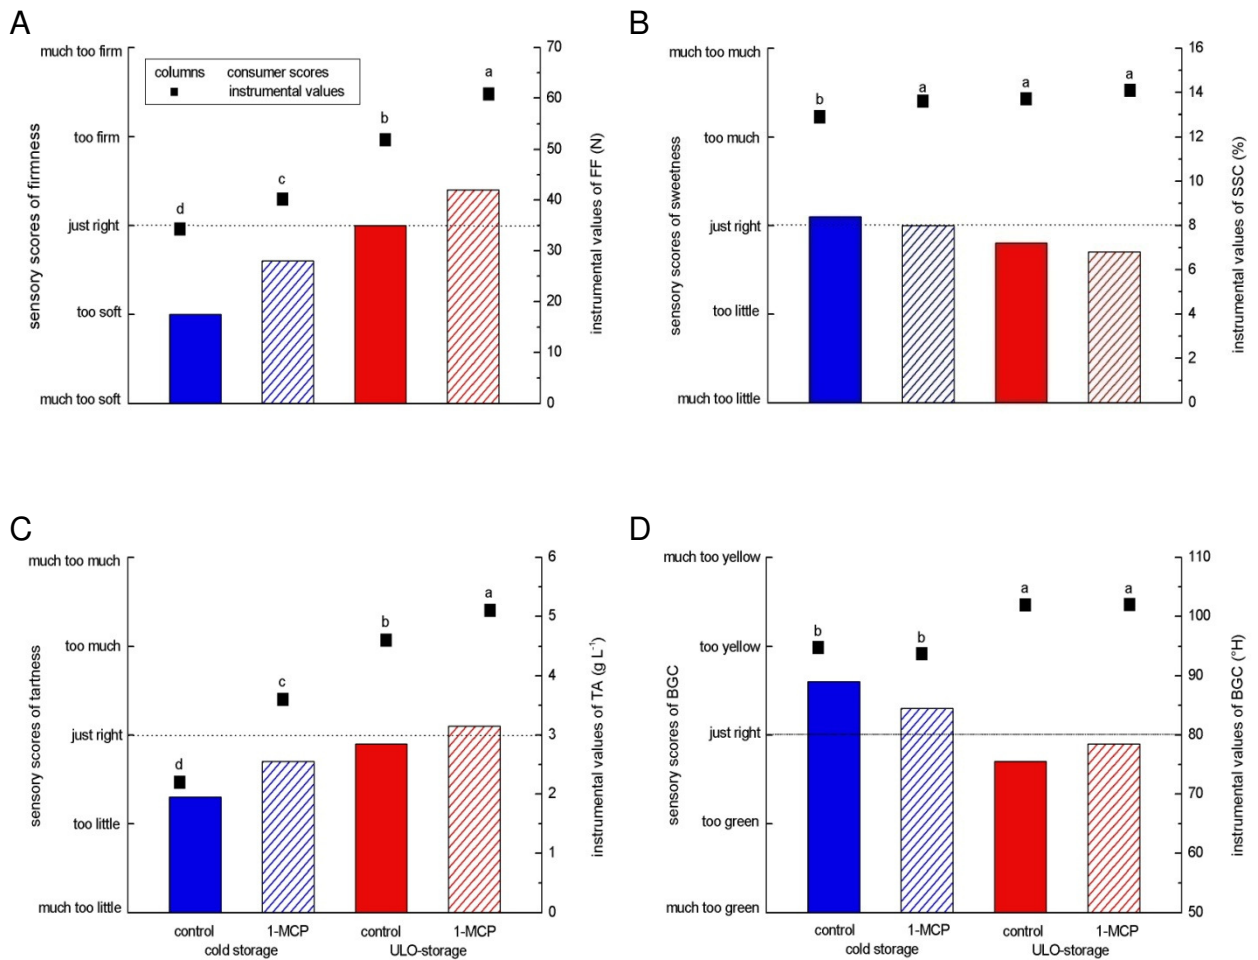 A
much too firm
too firm
just right
too soft
much too soft
sensory scores of firmness
columns consumer scores
instrumental values
d
c
b
a
70
60
50
40
30
20
10
0
instrumental values of FF (N)
B
much too much
too much
just right
too little
much too little
sensory scores of sweetness
b
a
a
a
16
14
12
10
8
6
4
2
0
instrumental values of SSC (%)
C
much too much
too much
just right
too little
much too little
sensory scores of tartness
d
c
b
a
6
5
4
3
2
1
0
instrumental values of TA (g L⁻¹)
control 1-MCP control 1-MCP
cold storage ULO-storage
D
much too yellow
too yellow
just right
too green
much too green
sensory scores of BGC
b
b
a
a
110
100
90
80
70
60
50
instrumental values of BGC (°H)
control 1-MCP control 1-MCP
cold storage ULO-storage